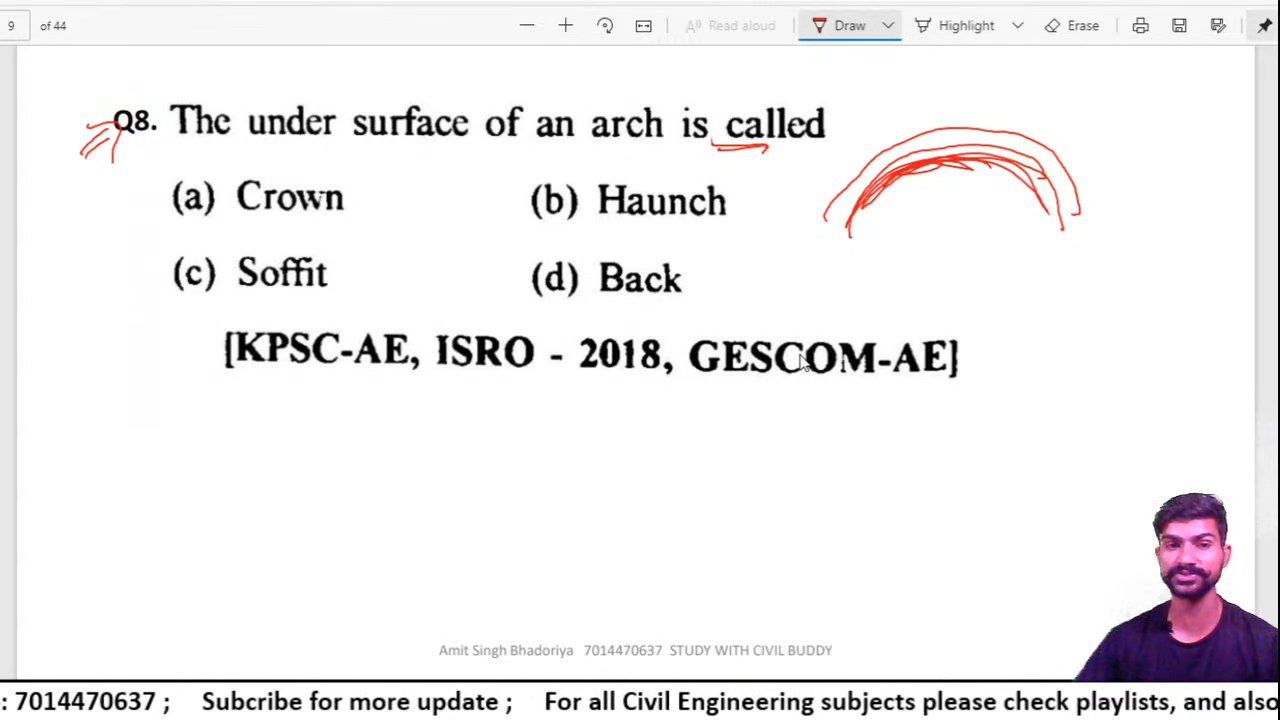 9 of 44 Read aloud Draw Highlight Erase
Q8. The under surface of an arch is called
(a) Crown (b) Haunch
(c) Soffit (d) Back
[KPSC-AE, ISRO - 2018, GESCOM-AE]
Amit Singh Bhadoriya 7014470637 STUDY WITH CIVIL BUDDY
: 7014470637 ; Subcribe for more update ; For all Civil Engineering subjects please check playlists, and also